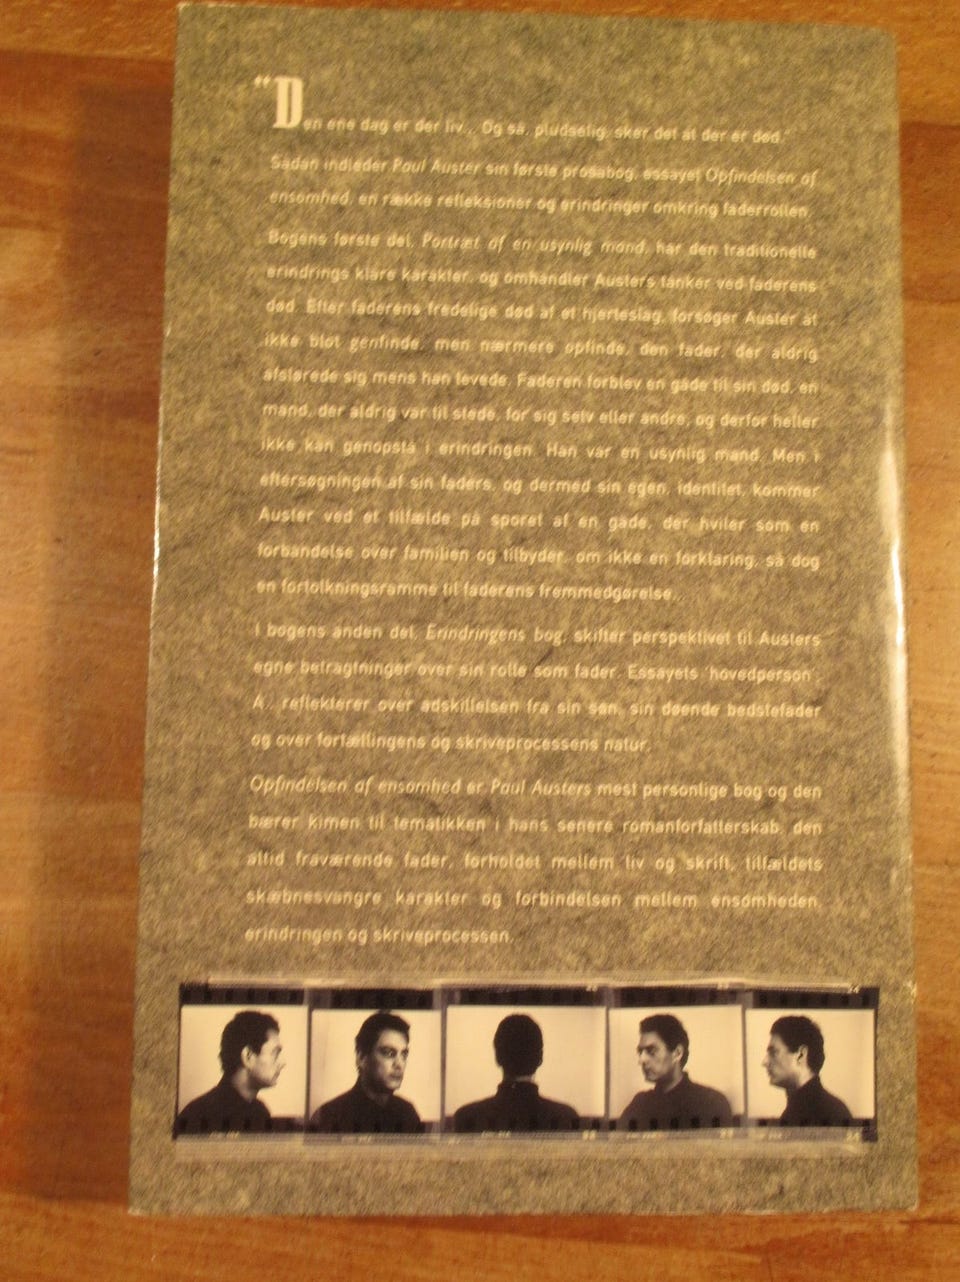 "Den ene dag er der liv... Og så, pludselig, sker det at der er død."
Sådan indleder Paul Auster sin første prosabog, essayet Opfindelsen af
ensomhed, en række refleksioner og erindringer omkring faderrollen.
Bogens første del, Portræt af en usynlig mand, har den traditionelle
erindrings klare karakter, og omhandler Austers tanker ved faderens
død. Efter faderens fredelige død af et hjerteslag, forsøger Auster at
ikke blot genfinde, men nærmere opfinde, den fader, der aldrig
afslørede sig mens han levede. Faderen forblev en gåde til sin død, en
mand, der aldrig var til stede, for sig selv eller andre, og derfor heller
ikke kan genopstå i erindringen. Han var en usynlig mand. Men i
eftersøgningen af sin faders, og dermed sin egen, identitet, kommer
Auster ved et tilfælde på sporet af en gåde, der hviler som en
forbandelse over familien og tilbyder, om ikke en forklaring, så dog
en fortolkningsramme til faderens fremmedgørelse.
I bogens anden del, Erindringens bog, skifter perspektivet til Austers
egne betragtninger over sin rolle som fader. Essayets 'hovedperson',
A., reflekterer over adskillelsen fra sin søn, sin døende bedstefader
og over fortællingens og skriveprocessens natur.
Opfindelsen af ensomhed er Paul Austers mest personlige bog og den
bærer kimen til tematikken i hans senere romanforfatterskab, den
altid fraværende fader, forholdet mellem liv og skrift, tilfældets
skæbnesvangre karakter og forbindelsen mellem ensomheden,
erindringen og skriveprocessen.